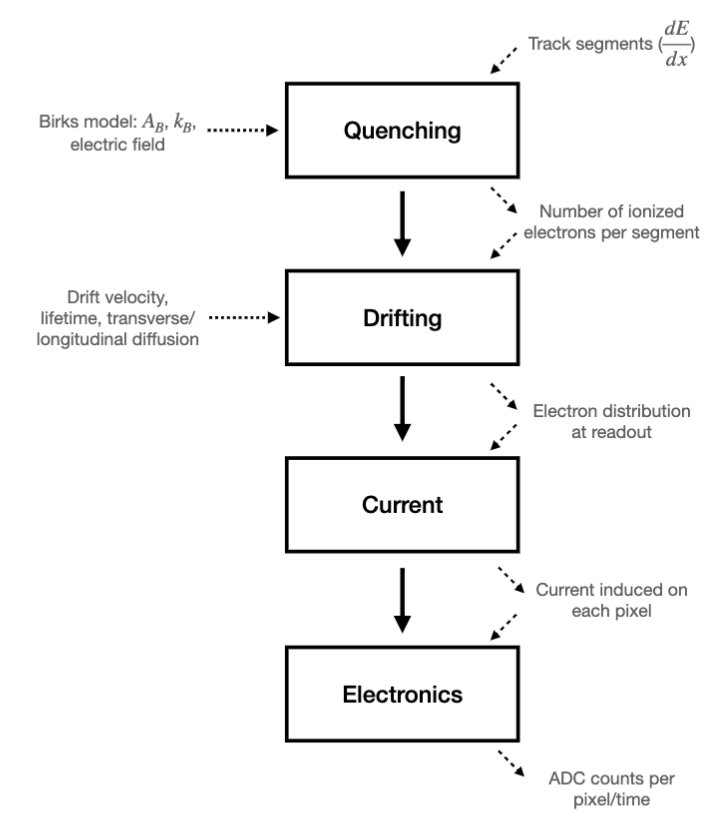 Track segments (dE/dx)
Birks model: A_B, k_B,
electric field
Quenching
Number of ionized
electrons per segment
Drift velocity,
lifetime, transverse/
longitudinal diffusion
Drifting
Electron distribution
at readout
Current
Current induced on
each pixel
Electronics
ADC counts per
pixel/time